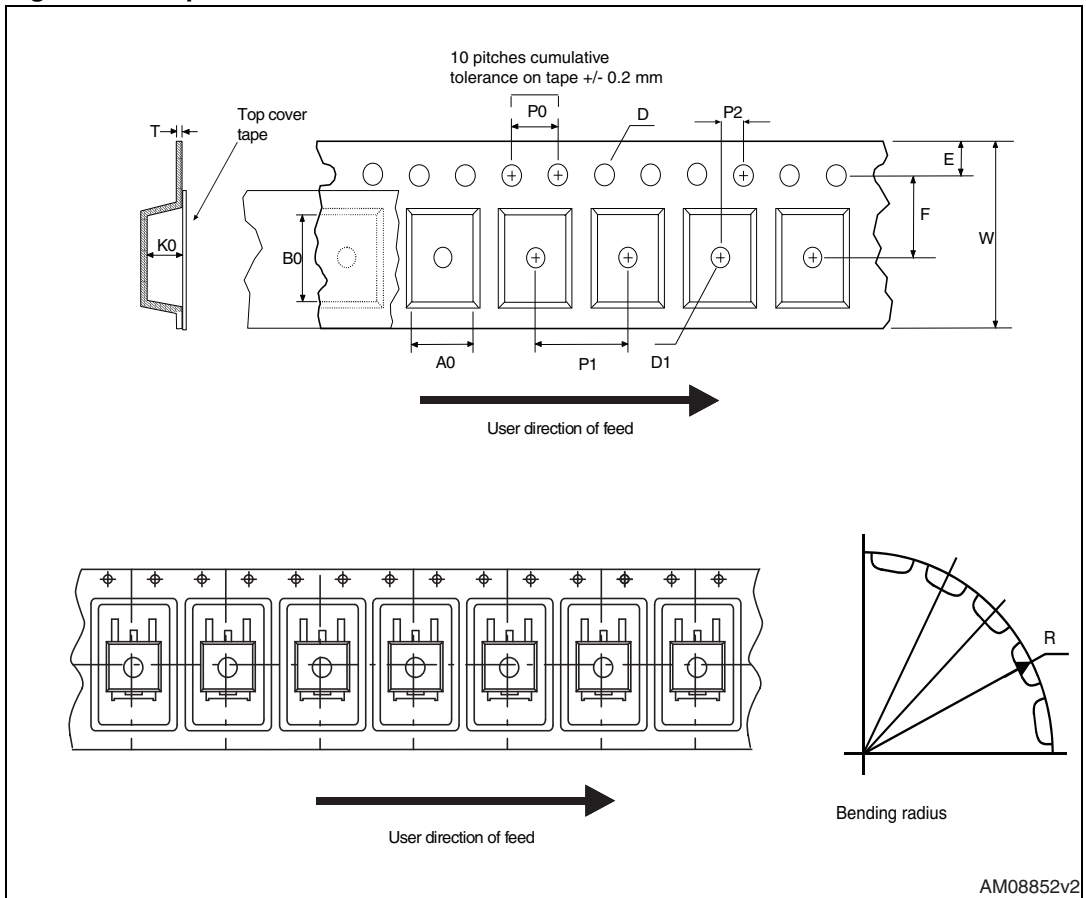 10 pitches cumulative
tolerance on tape +/- 0.2 mm
P0
D
P2
T
Top cover
tape
E
F
W
K0
B0
A0
P1
D1
User direction of feed
R
Bending radius
User direction of feed
AM08852v2